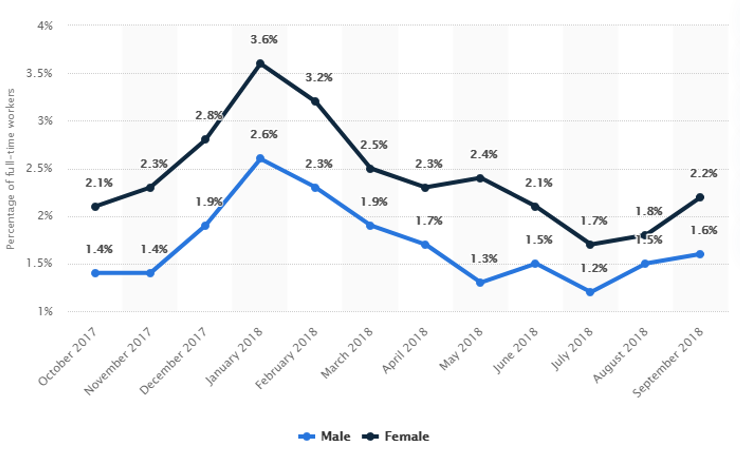 4%
3.5%
3%
2.5%
2%
1.5%
1%
Percentage of full-time workers
2.1%
2.3%
2.8%
3.6%
3.2%
2.5%
2.3%
2.4%
2.1%
1.7%
1.8%
2.2%
1.4%
1.4%
1.9%
2.6%
2.3%
1.9%
1.7%
1.3%
1.5%
1.2%
1.5%
1.6%
October 2017
November 2017
December 2017
January 2018
February 2018
March 2018
April 2018
May 2018
June 2018
July 2018
August 2018
September 2018
Male Female